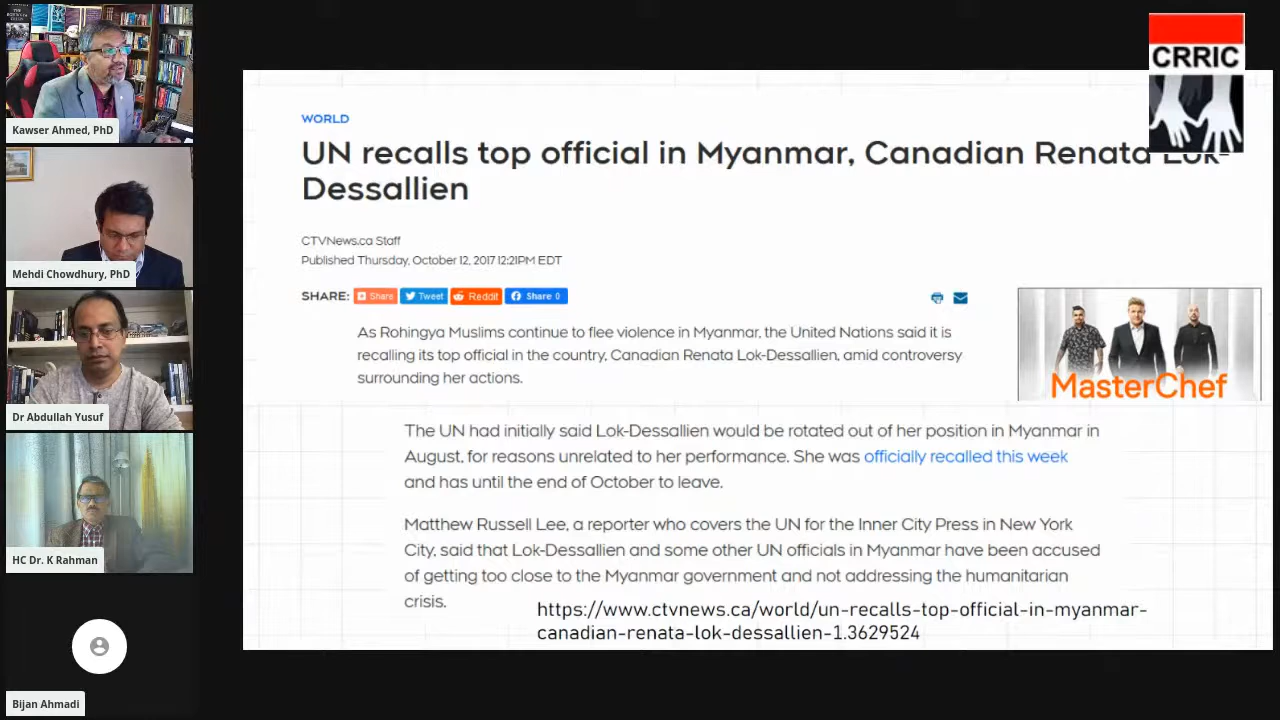 Kawser Ahmed, PhD
Mehdi Chowdhury, PhD
Dr Abdullah Yusuf
HC Dr. K Rahman
Bijan Ahmadi
CRRIC
WORLD
UN recalls top official in Myanmar, Canadian Renata Lok-
Dessallien
CTVNews.ca Staff
Published Thursday, October 12, 2017 12:21PM EDT
SHARE: Share Tweet Reddit Share 0
As Rohingya Muslims continue to flee violence in Myanmar, the United Nations said it is
recalling its top official in the country, Canadian Renata Lok-Dessallien, amid controversy
surrounding her actions.
MasterChef
The UN had initially said Lok-Dessallien would be rotated out of her position in Myanmar in
August, for reasons unrelated to her performance. She was officially recalled this week
and has until the end of October to leave.
Matthew Russell Lee, a reporter who covers the UN for the Inner City Press in New York
City, said that Lok-Dessallien and some other UN officials in Myanmar have been accused
of getting too close to the Myanmar government and not addressing the humanitarian
crisis.
https://www.ctvnews.ca/world/un-recalls-top-official-in-myanmar-
canadian-renata-lok-dessallien-1.3629524